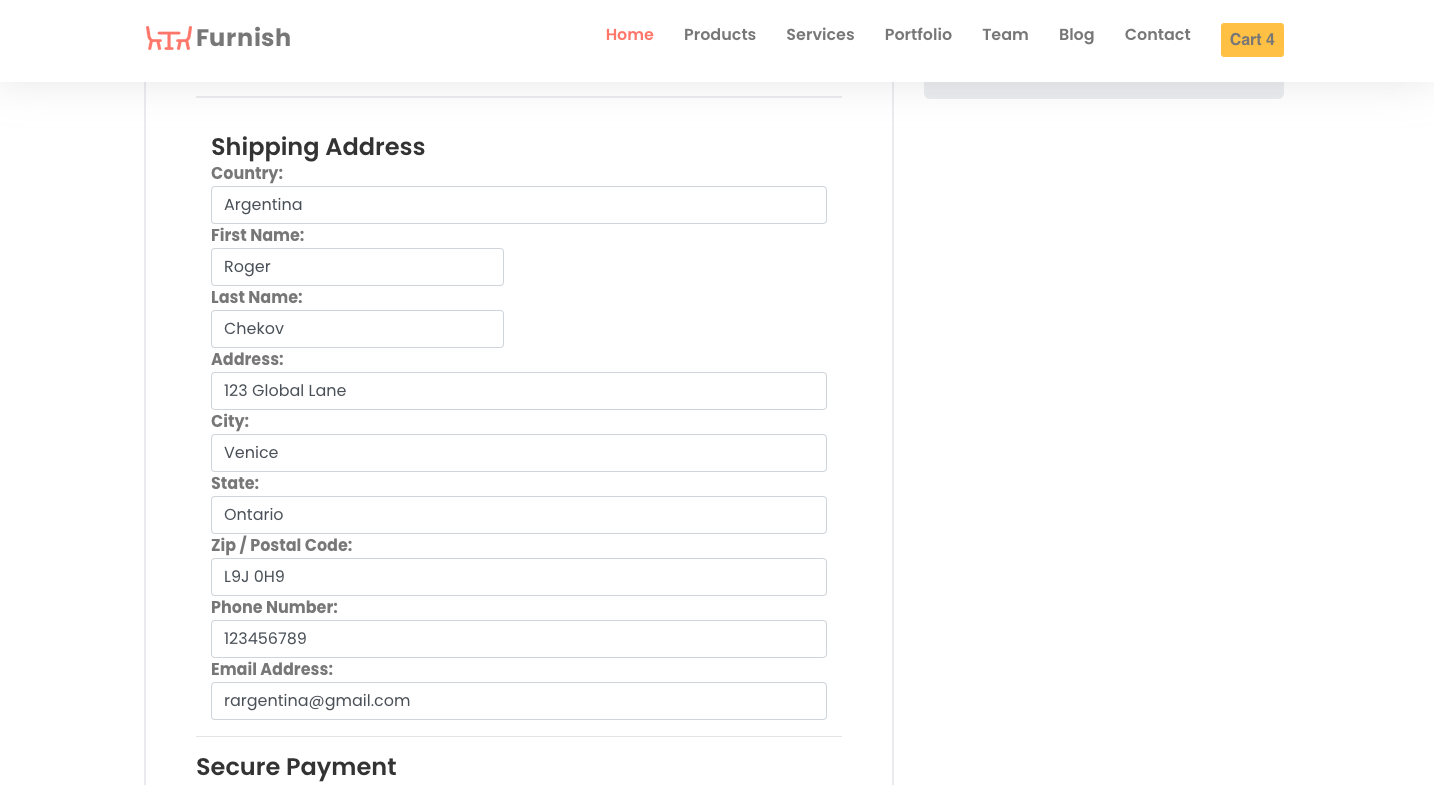 Furnish
Home Products Services Portfolio Team Blog Contact Cart 4
Shipping Address
Country:
Argentina
First Name:
Roger
Last Name:
Chekov
Address:
123 Global Lane
City:
Venice
State:
Ontario
Zip / Postal Code:
L9J 0H9
Phone Number:
123456789
Email Address:
rargentina@gmail.com
Secure Payment